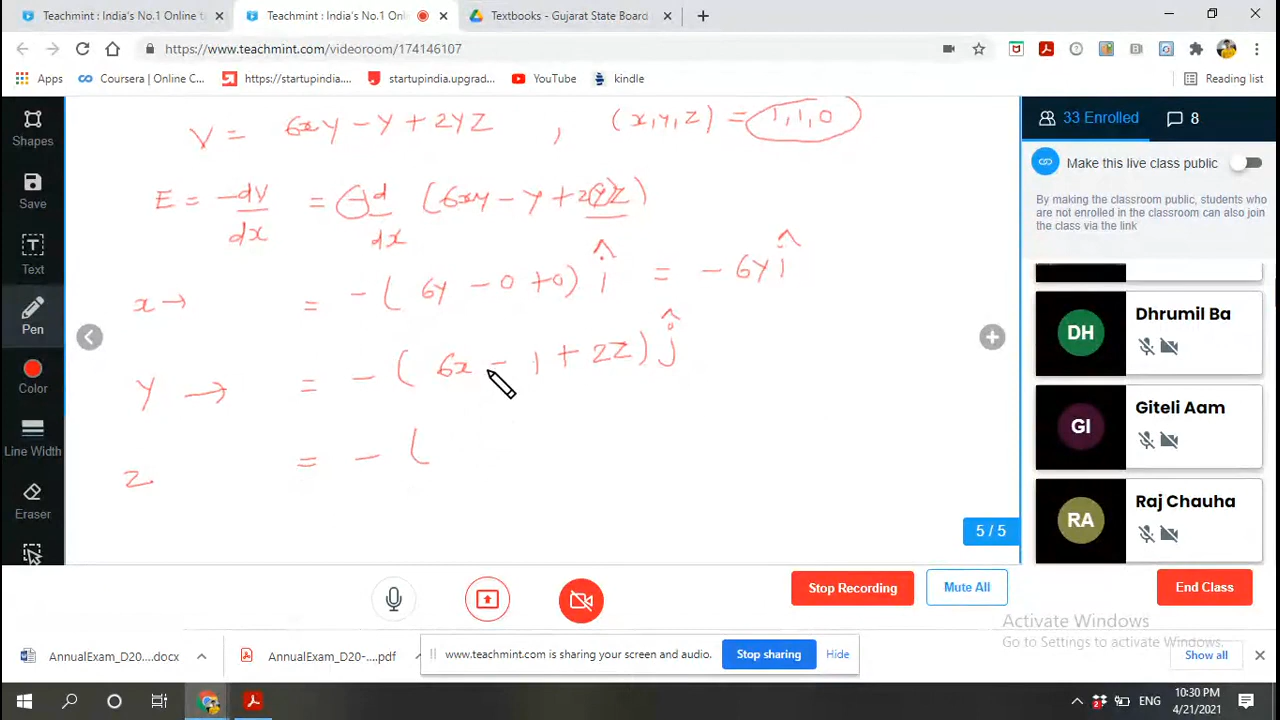 Teachmint : India's No.1 Online t
Teachmint : India's No.1 Onl
Textbooks - Gujarat State Board
https://www.teachmint.com/videoroom/174146107
Apps
Coursera | Online C...
https://startupindia....
startupindia.upgrad...
YouTube
kindle
Reading list
Shapes
Save
Text
Pen
Color
Line Width
Eraser
V = 6xy - y + 2yz , (x,y,z) = 1,1,0
E = -dv/dx = -d/dx (6xy - y + 2yz)
x → = -(6y - 0 + 0) î = - 6y î
y → = - (6x - 1 + 2z) ĵ
z = - (
5 / 5
33 Enrolled
8
Make this live class public
By making the classroom public, students
who are not enrolled in the classroom can also join
the class via the link
DH
Dhrumil Ba
GI
Giteli Aam
RA
Raj Chauha
Stop Recording
Mute All
End Class
Activate Windows
Go to Settings to activate Windows.
AnnualExam_D20....docx
AnnualExam_D20-....pdf
www.teachmint.com is sharing your screen and audio.
Stop sharing
Hide
Show all
ENG
10:30 PM
4/21/2021